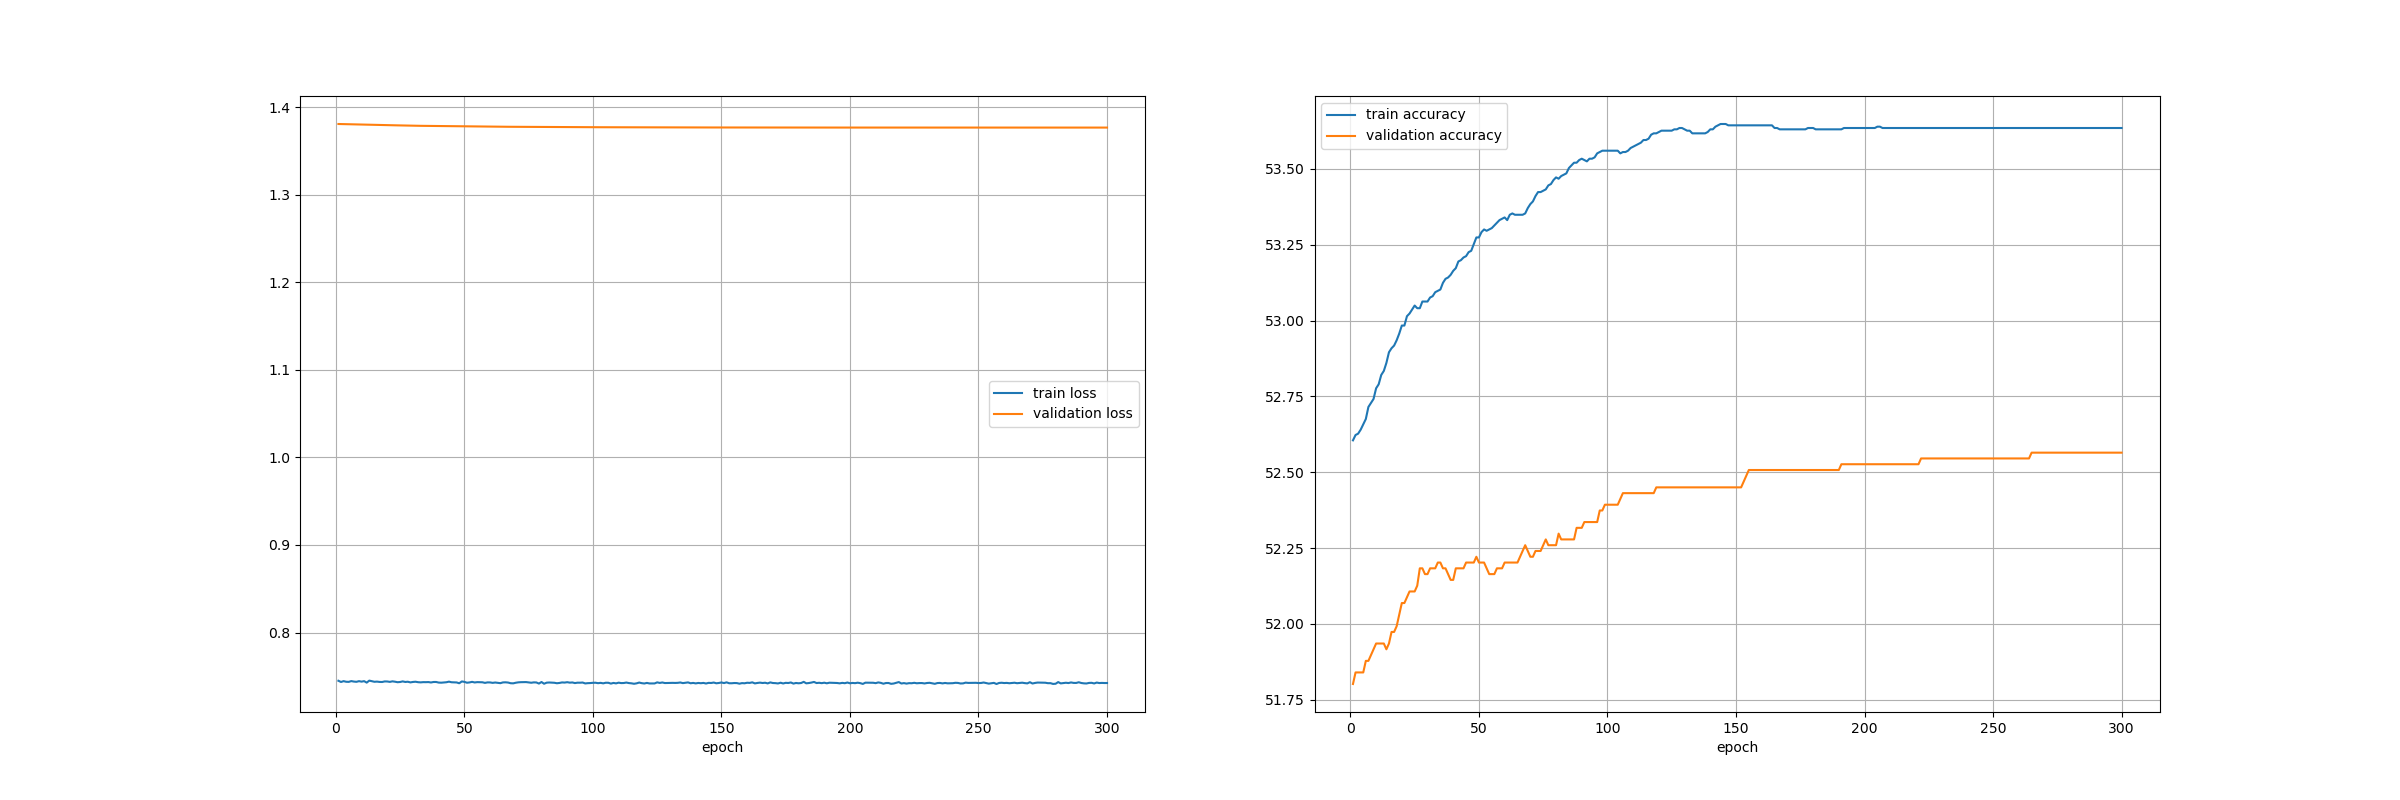 1.4
1.3
1.2
1.1
1.0
0.9
0.8
0 50 100 150 200 250 300
epoch
train loss
validation loss
train accuracy
validation accuracy
53.50
53.25
53.00
52.75
52.50
52.25
52.00
51.75
0 50 100 150 200 250 300
epoch